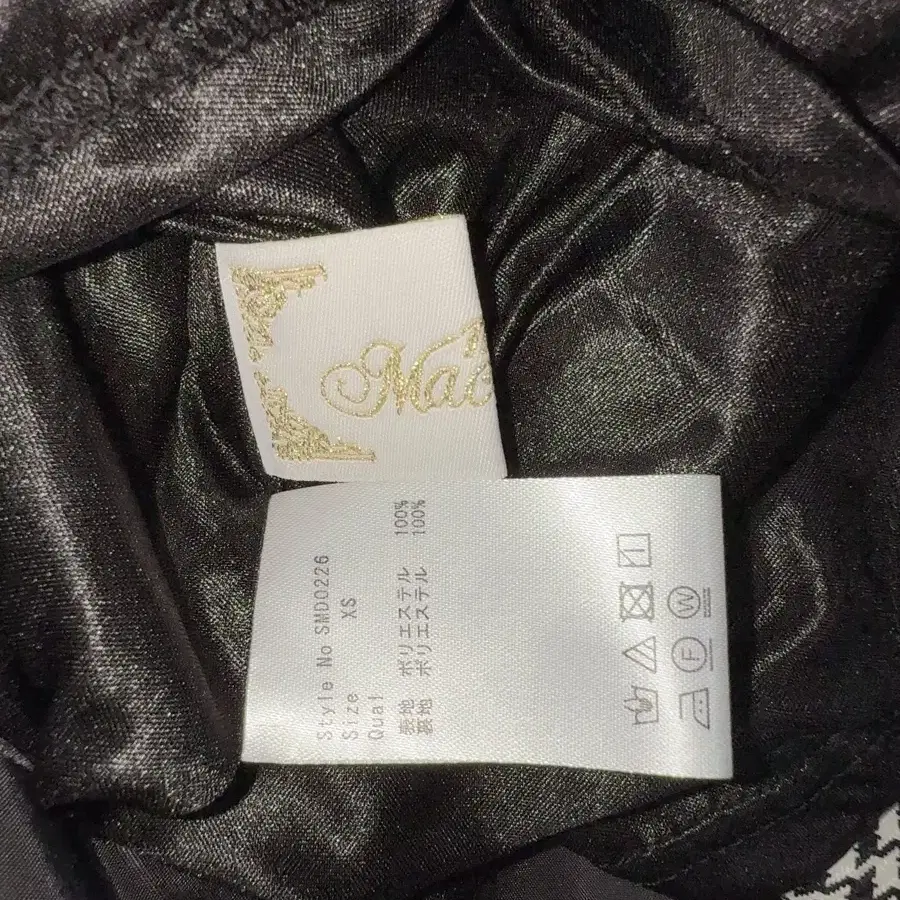 Mac
Style No SMD0226
Size XS
Qual
表地 ポリエステル 100%
裏地 ポリエステル 100%
W
F